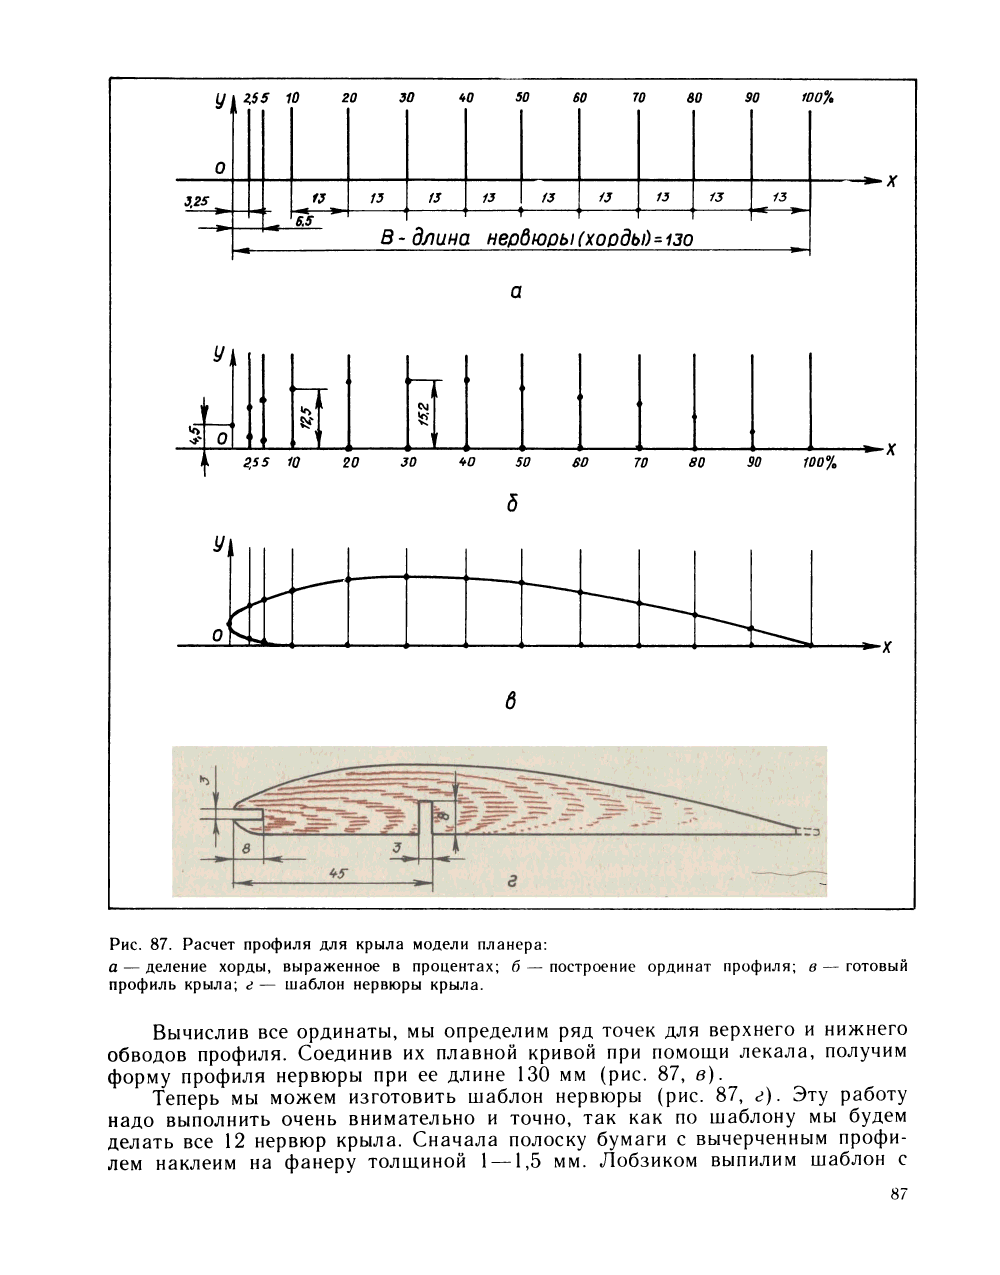 У 2,5 5 10 20 30 40 50 60 70 80 90 100%
0
X
3,25 13 13 13 13 13 13 13 13 13
6,5
В - длина нервюры (хорды) = 130
а
У
4,5 0 12,5 15,2
X
2,5 5 10 20 30 40 50 60 70 80 90 100%
б
У
0
X
в
3
8
8 3
45
г
Рис. 87. Расчет профиля для крыла модели планера:
а — деление хорды, выраженное в процентах; б — построение ординат профиля; в — готовый
профиль крыла; г — шаблон нервюры крыла.
Вычислив все ординаты, мы определим ряд точек для верхнего и нижнего
обводов профиля. Соединив их плавной кривой при помощи лекала, получим
форму профиля нервюры при ее длине 130 мм (рис. 87, в).
Теперь мы можем изготовить шаблон нервюры (рис. 87, г). Эту работу
надо выполнить очень внимательно и точно, так как по шаблону мы будем
делать все 12 нервюр крыла. Сначала полоску бумаги с вычерченным профи-
лем наклеим на фанеру толщиной 1—1,5 мм. Лобзиком выпилим шаблон с
87